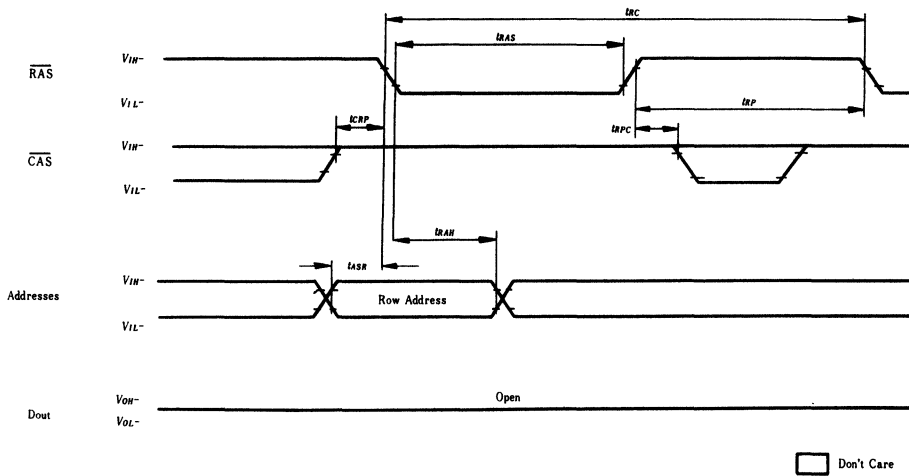 tRC
tRAS
RAS
VIH-
VIL-
tRP
tCRP
tRPC
CAS
VIH-
VIL-
tRAH
tASR
Addresses
VIH-
Row Address
VIL-
Dout
VOH-
Open
VOL-
Don't Care